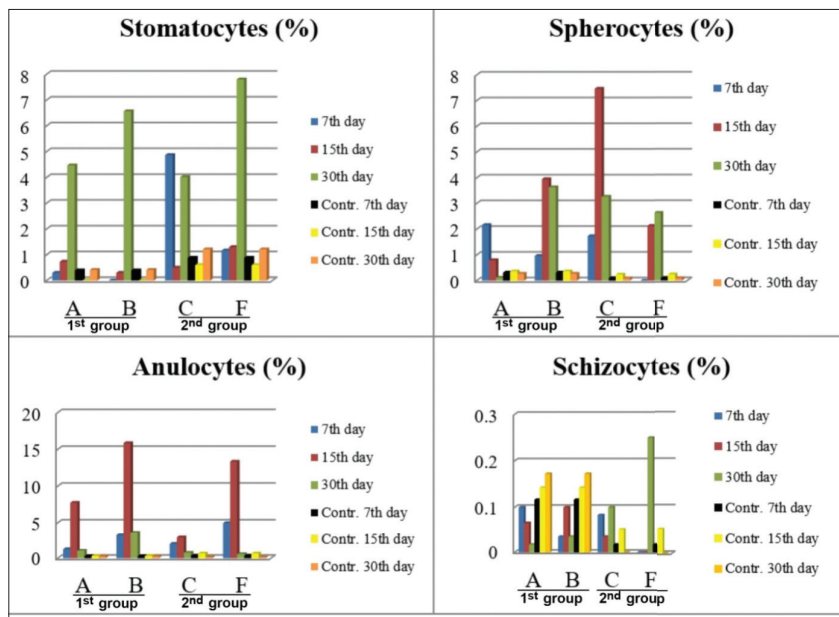 Stomatocytes (%)
8
7
6
5
4
3
2
1
0
A B C F
1st group 2nd group
7th day
15th day
30th day
Contr. 7th day
Contr. 15th day
Contr. 30th day
Spherocytes (%)
8
7
6
5
4
3
2
1
0
A B C F
1st group 2nd group
7th day
15th day
30th day
Contr. 7th day
Contr. 15th day
Contr. 30th day
Anulocytes (%)
20
15
10
5
0
A B C F
1st group 2nd group
7th day
15th day
30th day
Contr. 7th day
Contr. 15th day
Contr. 30th day
Schizocytes (%)
0.3
0.2
0.1
0
A B C F
1st group 2nd group
7th day
15th day
30th day
Contr. 7th day
Contr. 15th day
Contr. 30th day